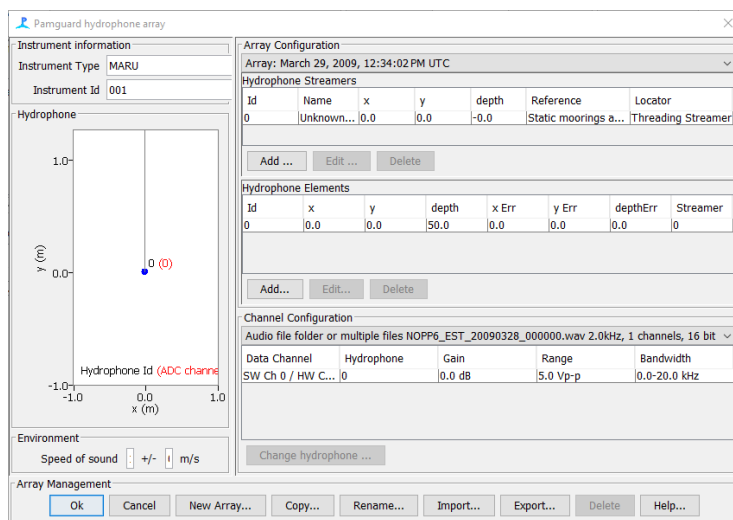 Pamguard hydrophone array
Instrument information
Instrument Type MARU
Instrument Id 001
Hydrophone
1.0
0.0
-1.0
y (m)
0 (0)
Hydrophone Id (ADC channe
-1.0 0.0 1.0
x (m)
Environment
Speed of sound +/- m/s
Array Configuration
Array: March 29, 2009, 12:34:02 PM UTC
Hydrophone Streamers
Id Name x y depth Reference Locator
0 Unknown... 0.0 0.0 -0.0 Static moorings a... Threading Streamer
Add ... Edit ... Delete
Hydrophone Elements
Id x y depth x Err y Err depthErr Streamer
0 0.0 0.0 50.0 0.0 0.0 0.0 0
Add... Edit... Delete
Channel Configuration
Audio file folder or multiple files NOPP6_EST_20090328_000000.wav 2.0kHz, 1 channels, 16 bit
Data Channel Hydrophone Gain Range Bandwidth
SW Ch 0 / HW C... 0 0.0 dB 5.0 Vp-p 0.0-20.0 kHz
Change hydrophone ...
Array Management
Ok Cancel New Array... Copy... Rename... Import... Export... Delete Help...